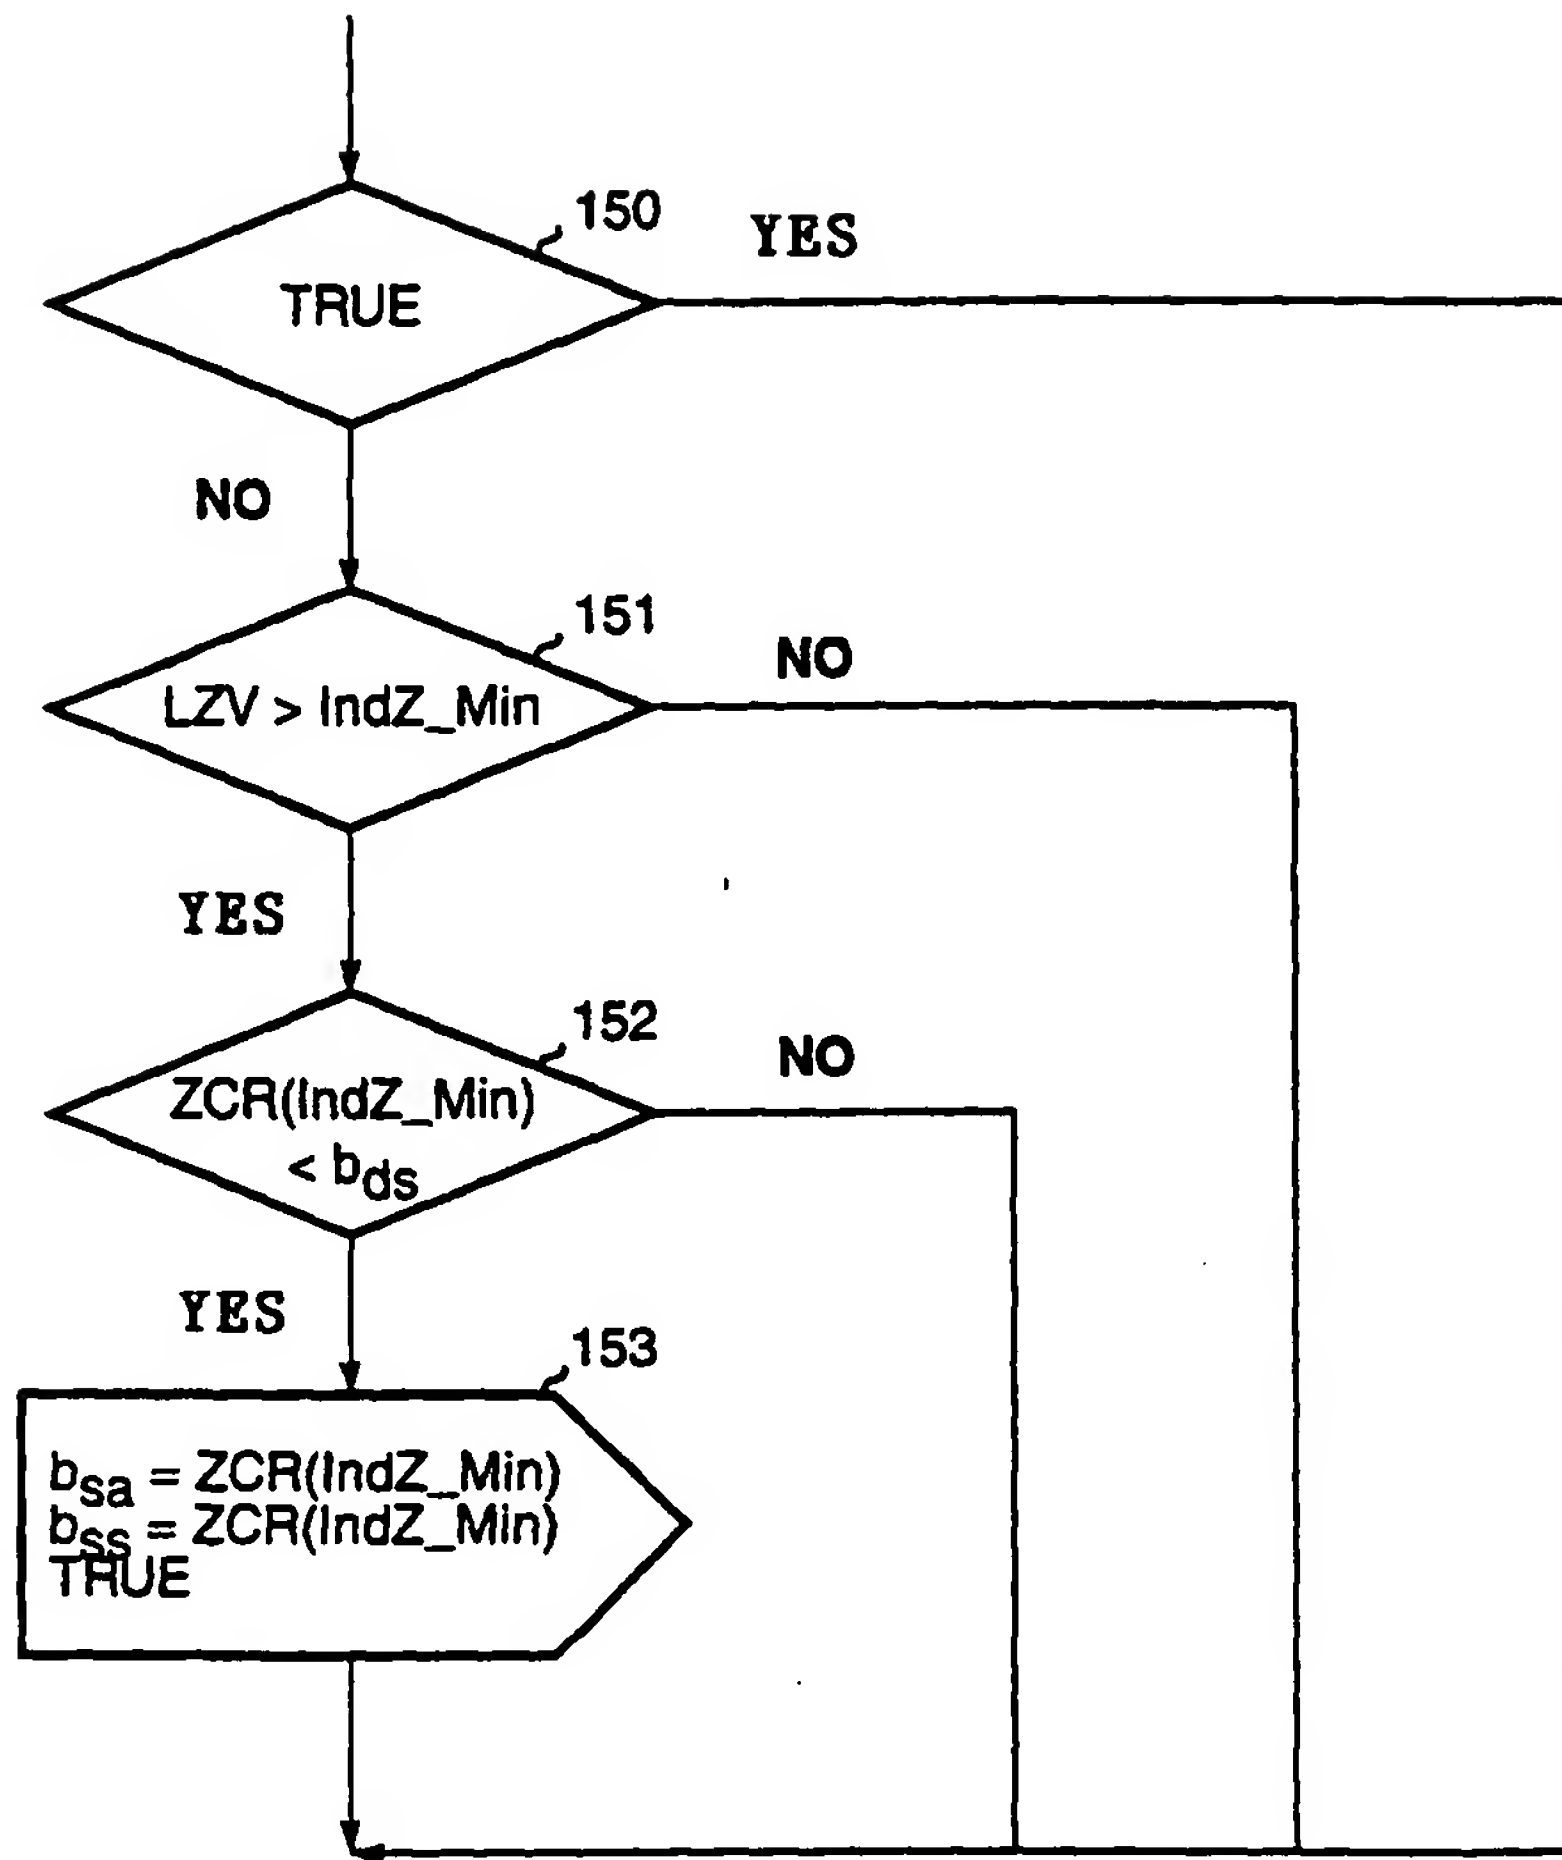 150
YES
TRUE
NO
151
NO
LZV > IndZ_Min
YES
152
NO
ZCR(IndZ_Min)
< bds
YES
153
bsa = ZCR(IndZ_Min)
bss = ZCR(IndZ_Min)
TRUE